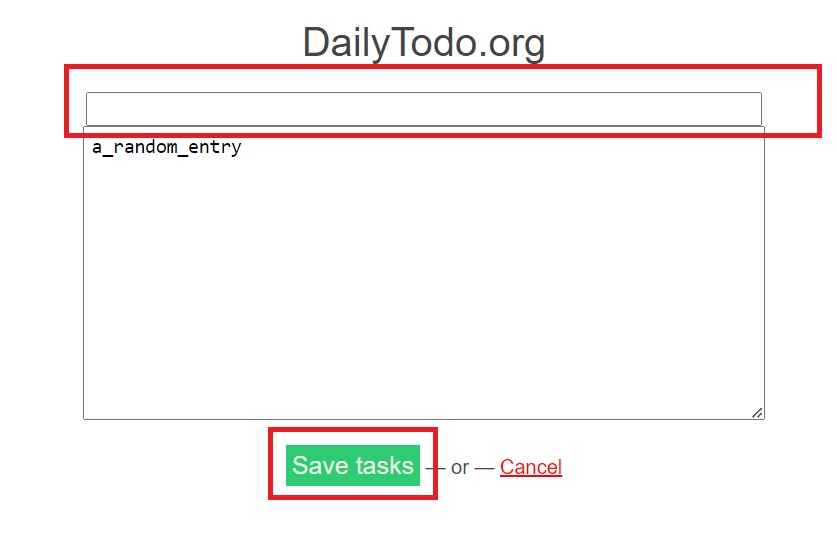 DailyTodo.org
a_random_entry
Save tasks — or — Cancel